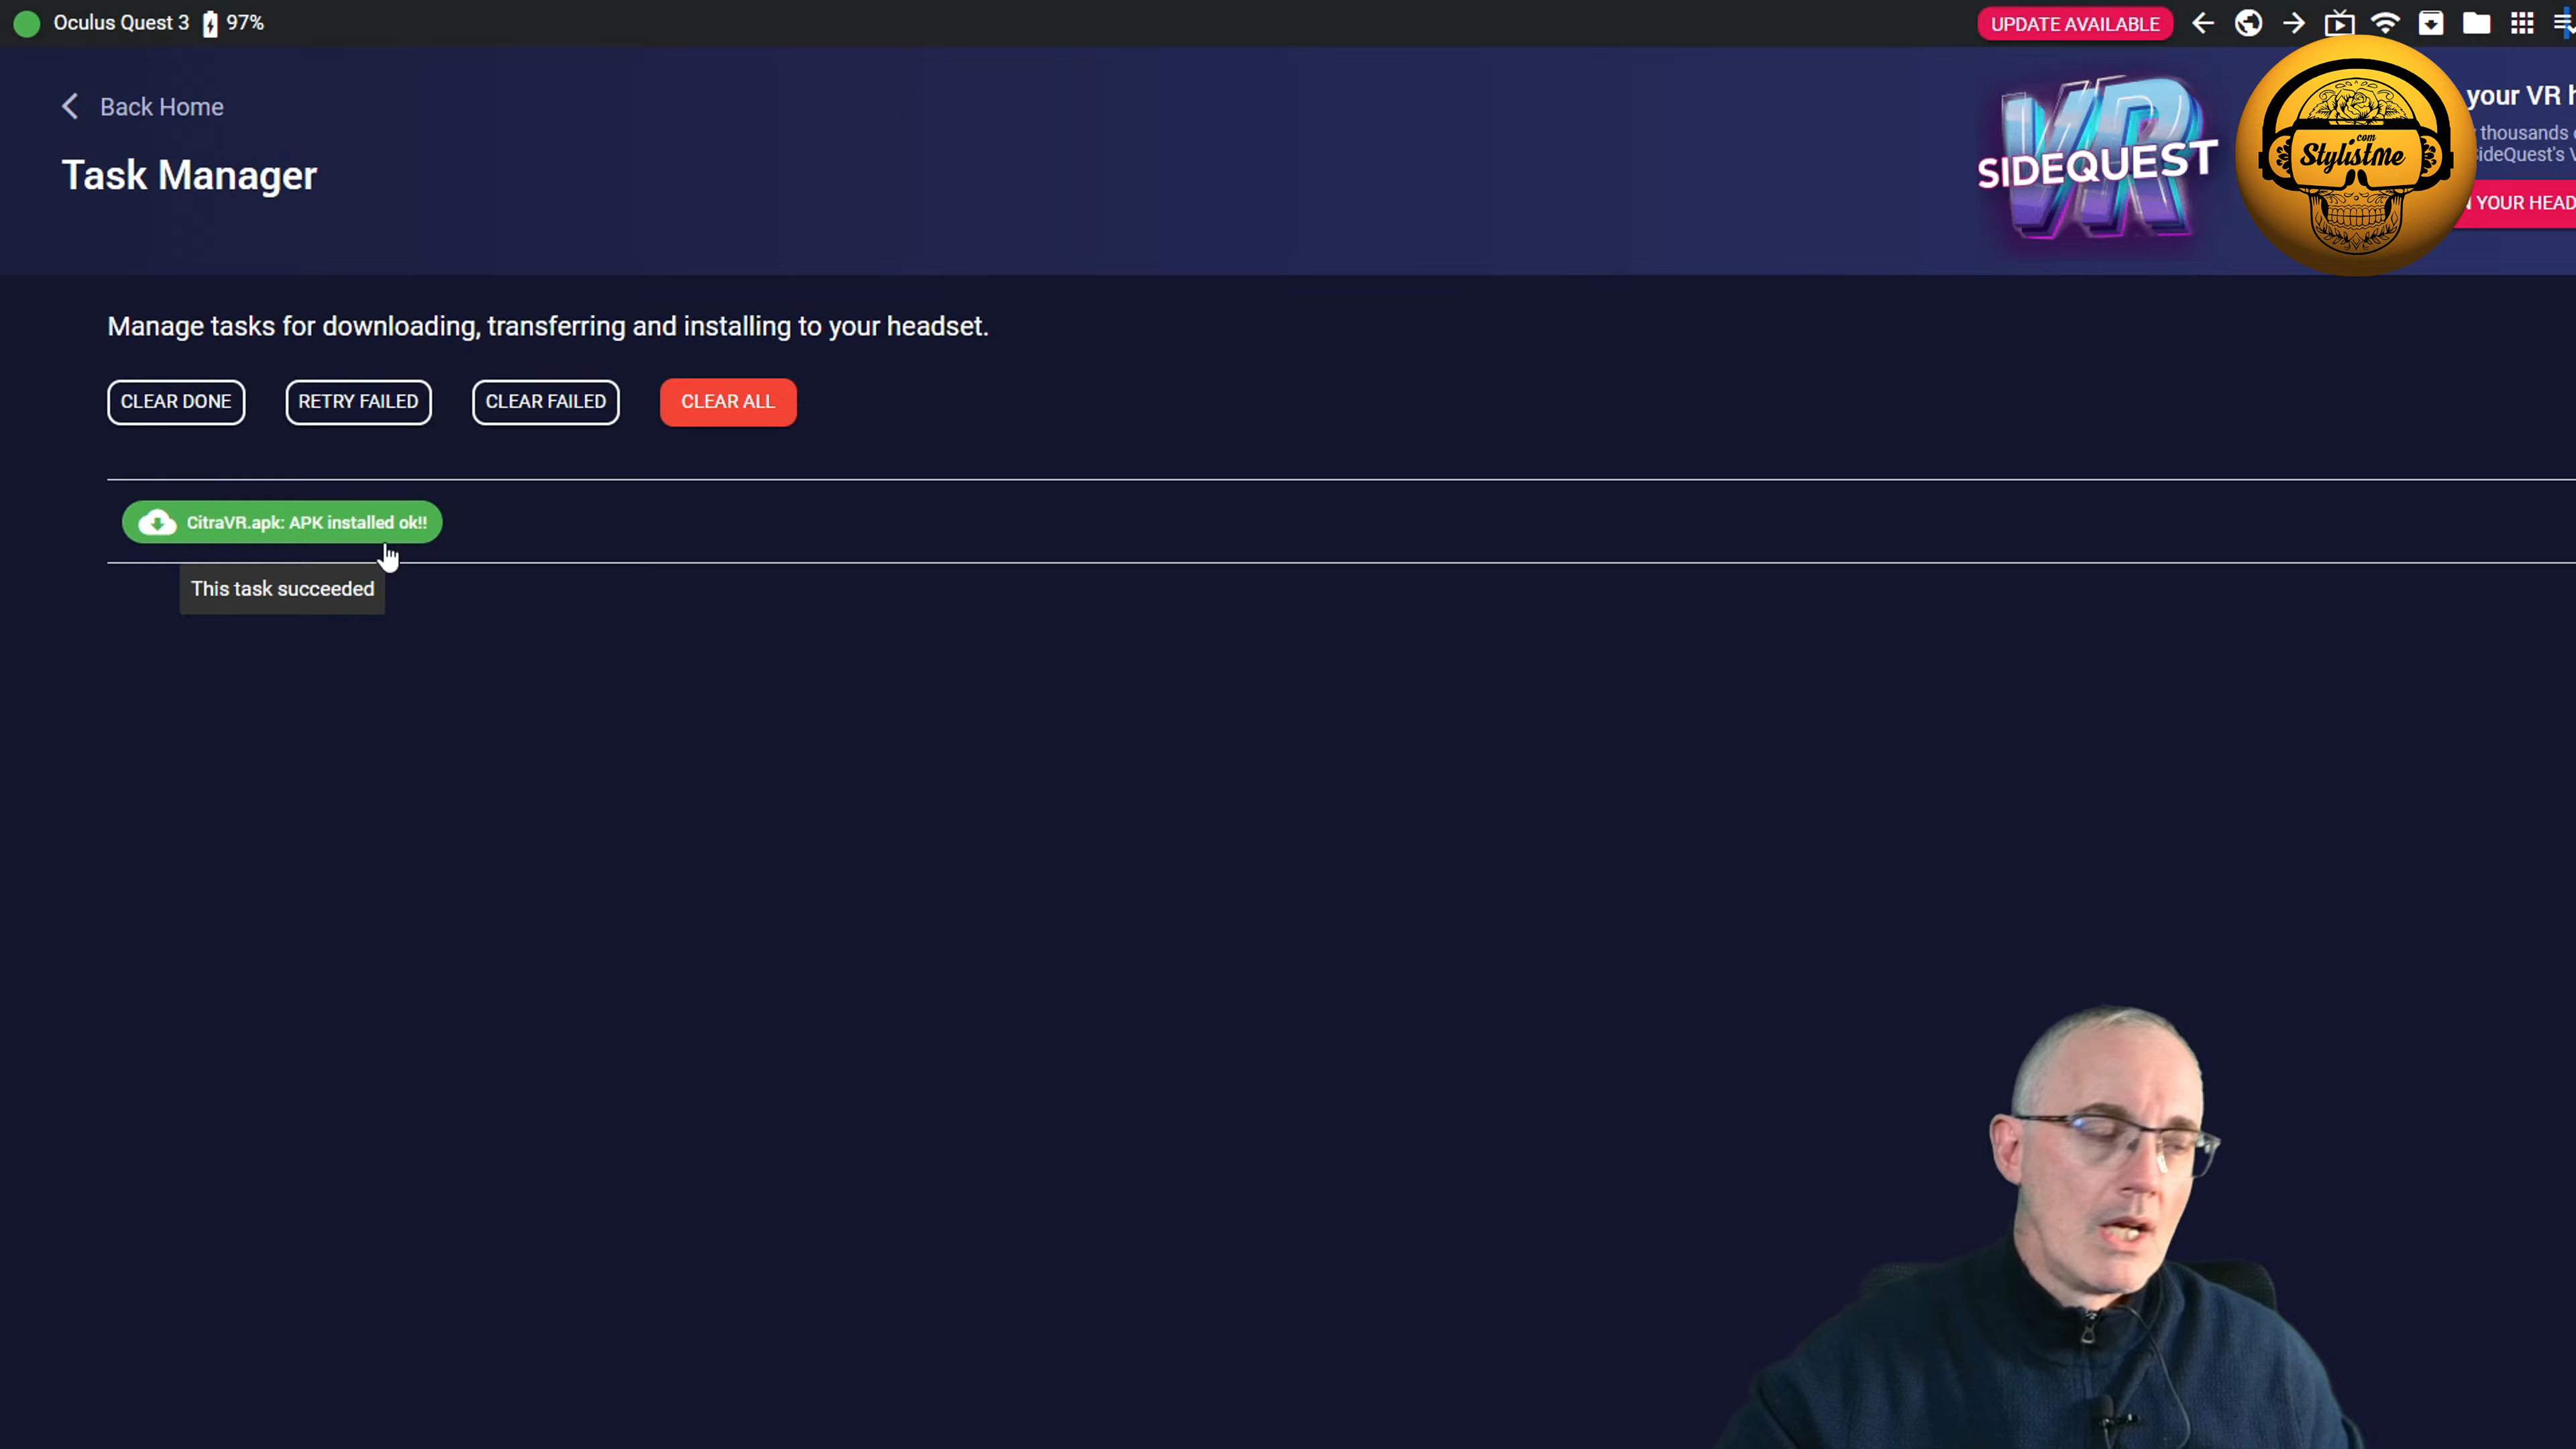 Oculus Quest 3 97%
UPDATE AVAILABLE
Back Home
Task Manager
VR
SIDEQUEST
.com
Stylistme
your VR h
thousands
SideQuest's V
YOUR HEAD
Manage tasks for downloading, transferring and installing to your headset.
CLEAR DONE
RETRY FAILED
CLEAR FAILED
CLEAR ALL
CitraVR.apk: APK installed ok!!
This task succeeded